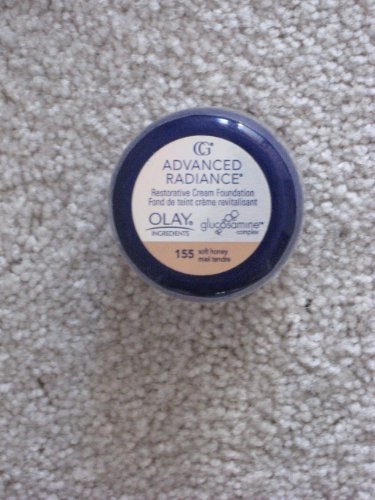 CG®
ADVANCED
RADIANCE®
Restorative Cream Foundation
Fond de teint crème revitalisant
OLAY®
INGREDIENTS
glucosamine™
complex
155 soft honey
miel tendre